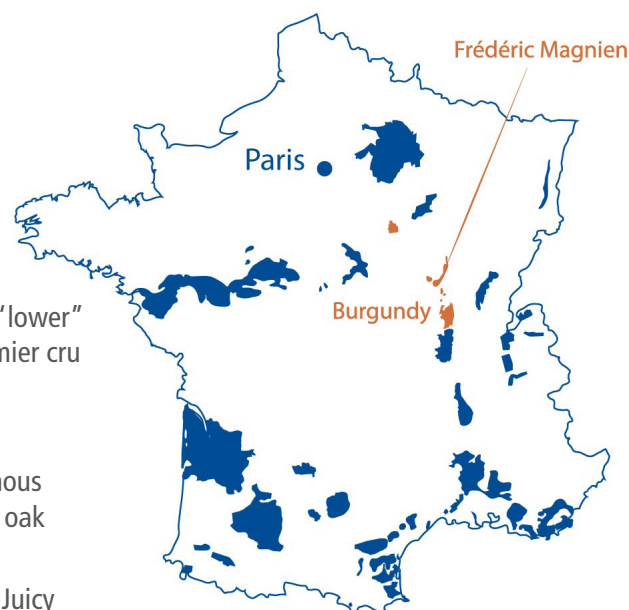 Frédéric Magnien
Paris
Burgundy
“lower”
mier cru
nous
oak
Juicy